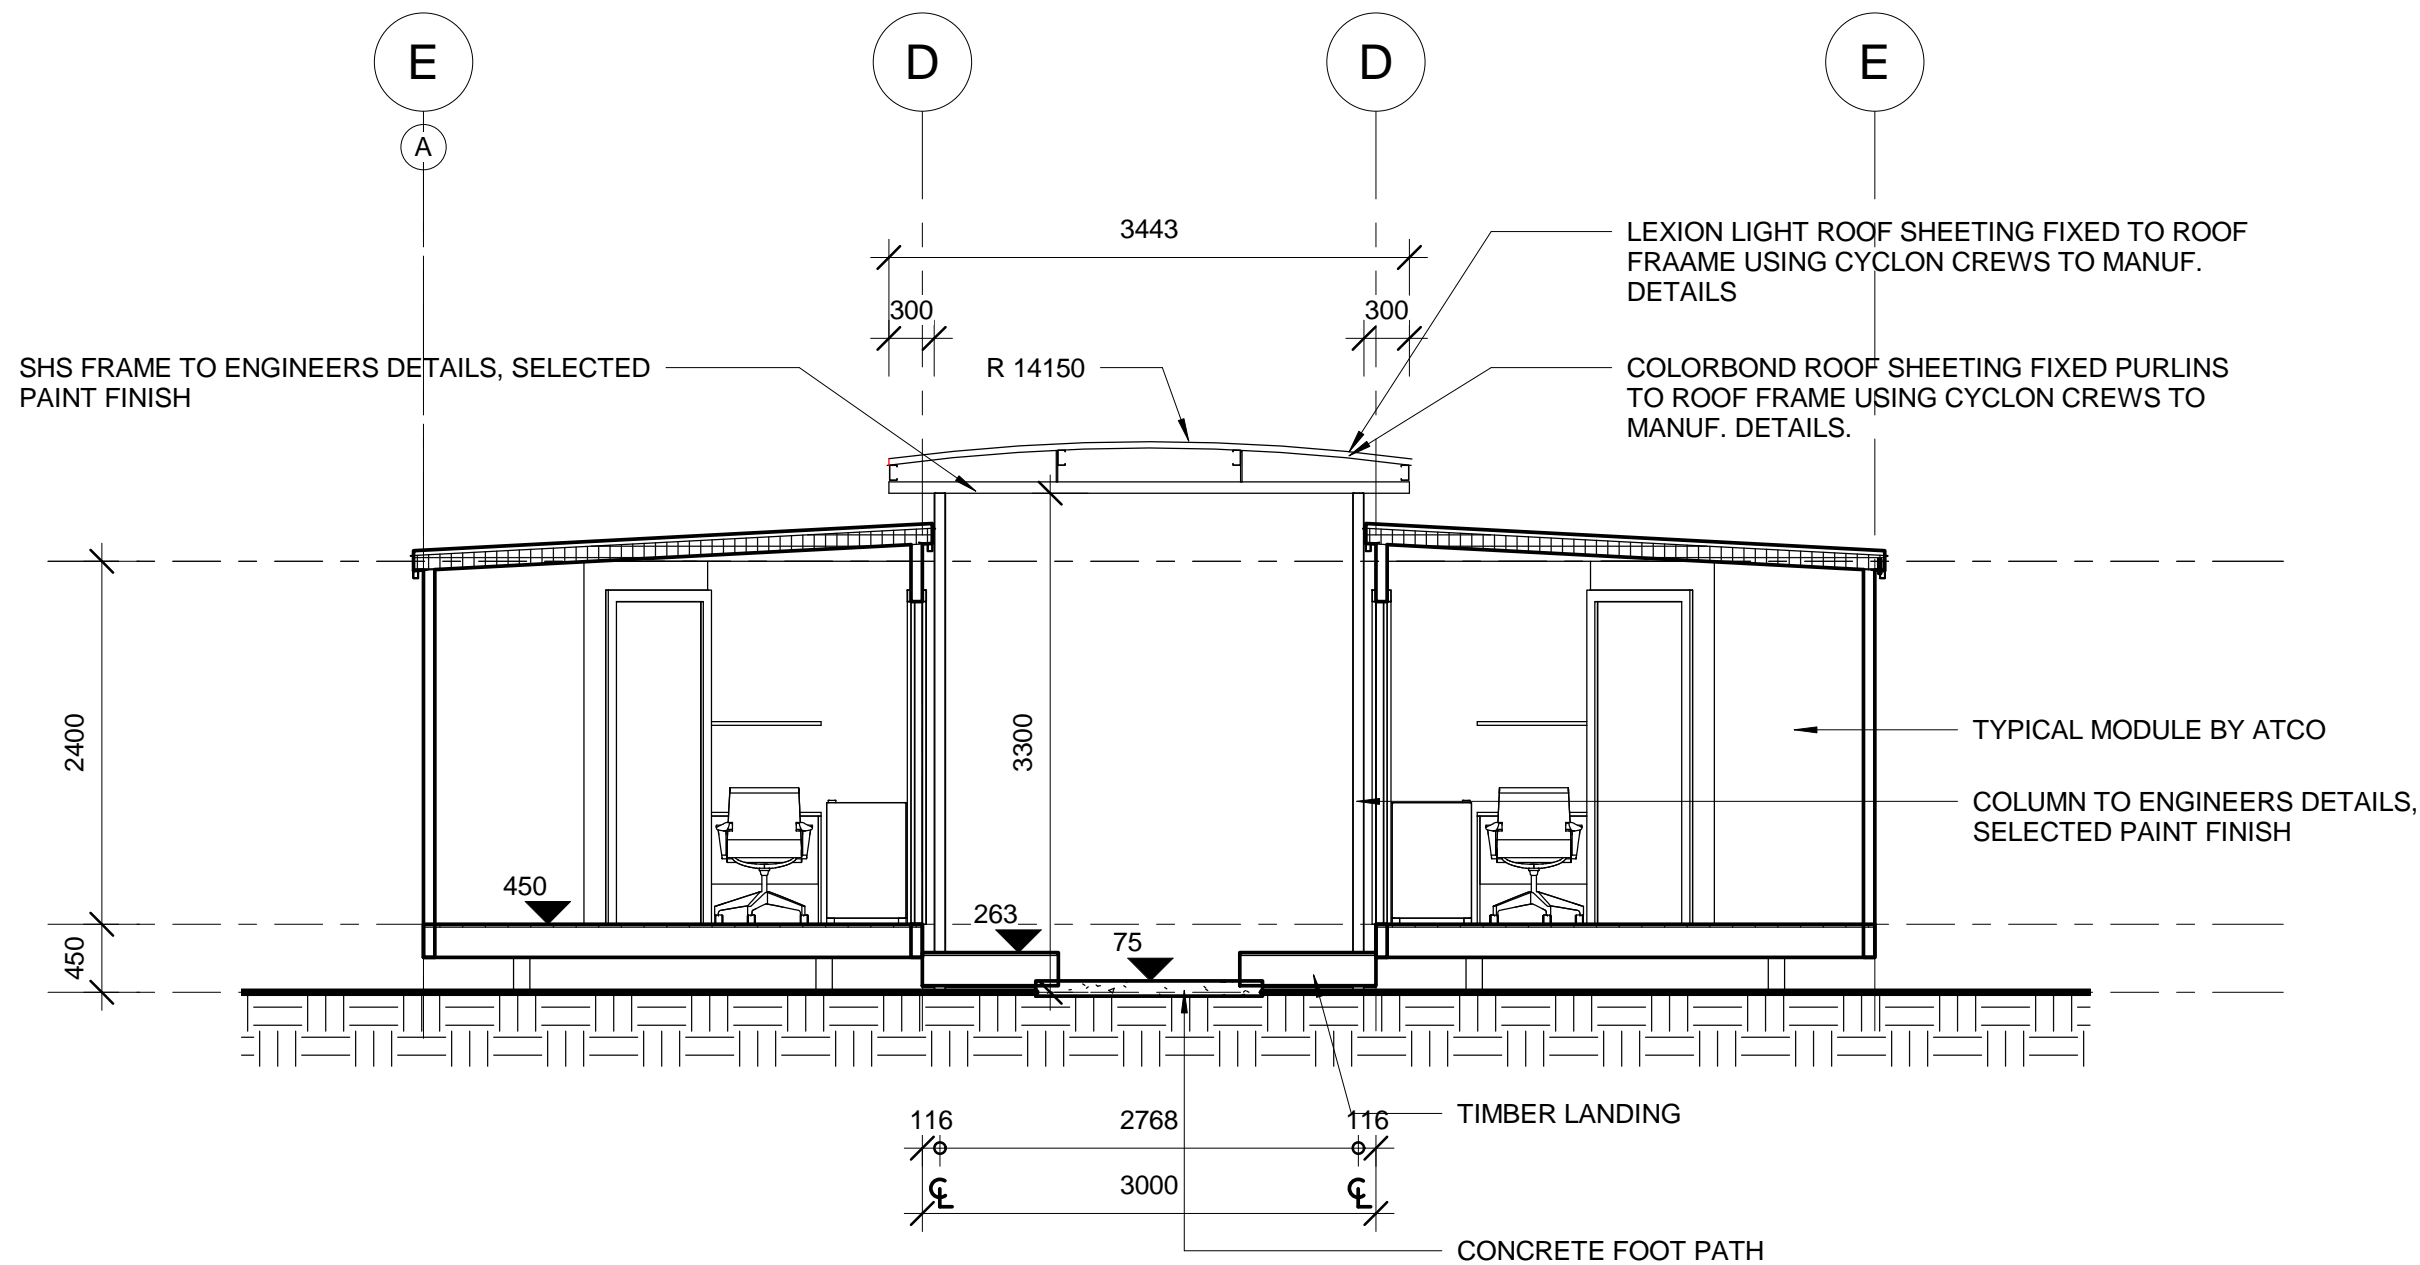 E
D
D
E
A
3443
300
300
LEXION LIGHT ROOF SHEETING FIXED TO ROOF
FRAAME USING CYCLON CREWS TO MANUF.
DETAILS
SHS FRAME TO ENGINEERS DETAILS, SELECTED
PAINT FINISH
R 14150
COLORBOND ROOF SHEETING FIXED PURLINS
TO ROOF FRAME USING CYCLON CREWS TO
MANUF. DETAILS.
2400
3300
TYPICAL MODULE BY ATCO
COLUMN TO ENGINEERS DETAILS,
SELECTED PAINT FINISH
450
263
75
450
116
2768
116
TIMBER LANDING
℄
3000
℄
CONCRETE FOOT PATH